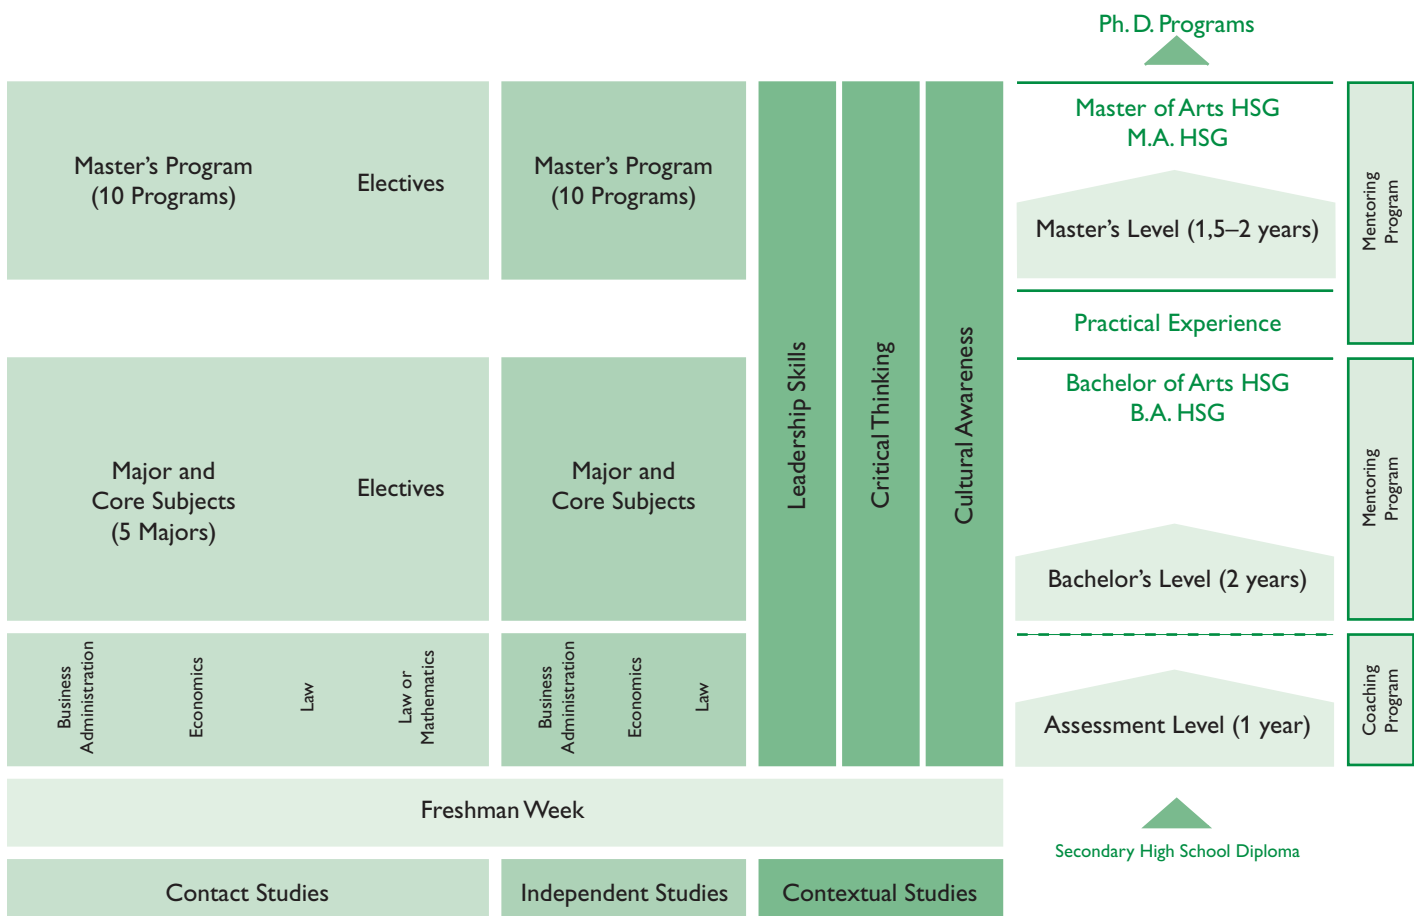 Ph. D. Programs
Master's Program
(10 Programs)
Electives
Master's Program
(10 Programs)
Leadership Skills
Critical Thinking
Cultural Awareness
Master of Arts HSG
M.A. HSG
Master's Level (1,5–2 years)
Mentoring
Program
Practical Experience
Major and
Core Subjects
(5 Majors)
Electives
Major and
Core Subjects
Bachelor of Arts HSG
B.A. HSG
Bachelor's Level (2 years)
Mentoring
Program
Business
Administration
Economics
Law
Law or
Mathematics
Business
Administration
Economics
Law
Assessment Level (1 year)
Coaching
Program
Freshman Week
Secondary High School Diploma
Contact Studies
Independent Studies
Contextual Studies